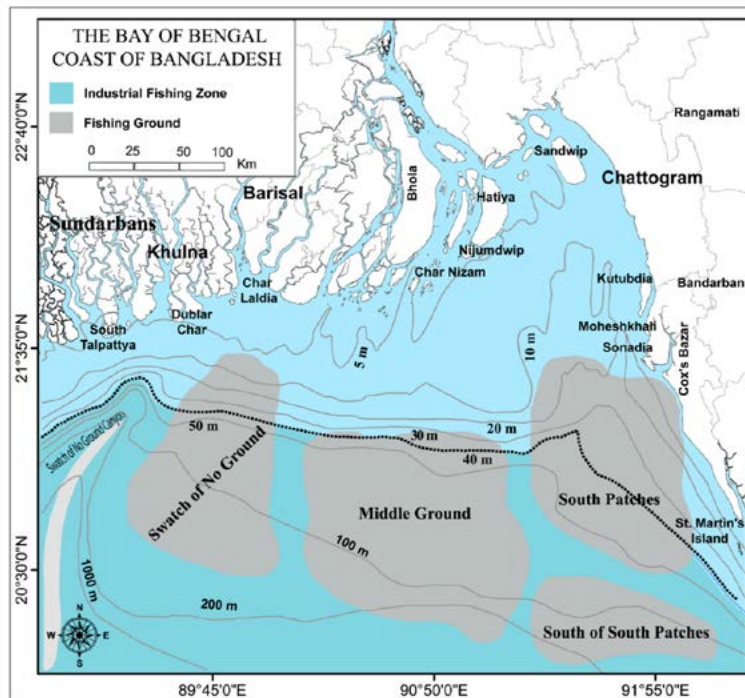 THE BAY OF BENGAL
COAST OF BANGLADESH
Industrial Fishing Zone
Fishing Ground
0 25 50 100
Km
22°40'0"N
21°35'0"N
20°30'0"N
Rangamati
Sandwip
Chattogram
Barisal
Bhola
Hatiya
Sundarbans
Khulna
Nijumdwip
Char Nizam
Char
Laldia
Kutubdia
Bandarban
Dublar
Char
South
Talpattya
Moheshkhali
Sonadia
Cox's Bazar
5 m
10 m
20 m
30 m
40 m
50 m
Swatch of No Ground Canyon
Swatch of No Ground
Middle Ground
South Patches
St. Martin's
Island
100 m
1000 m
200 m
South of South Patches
N
W E
S
89°45'0"E
90°50'0"E
91°55'0"E